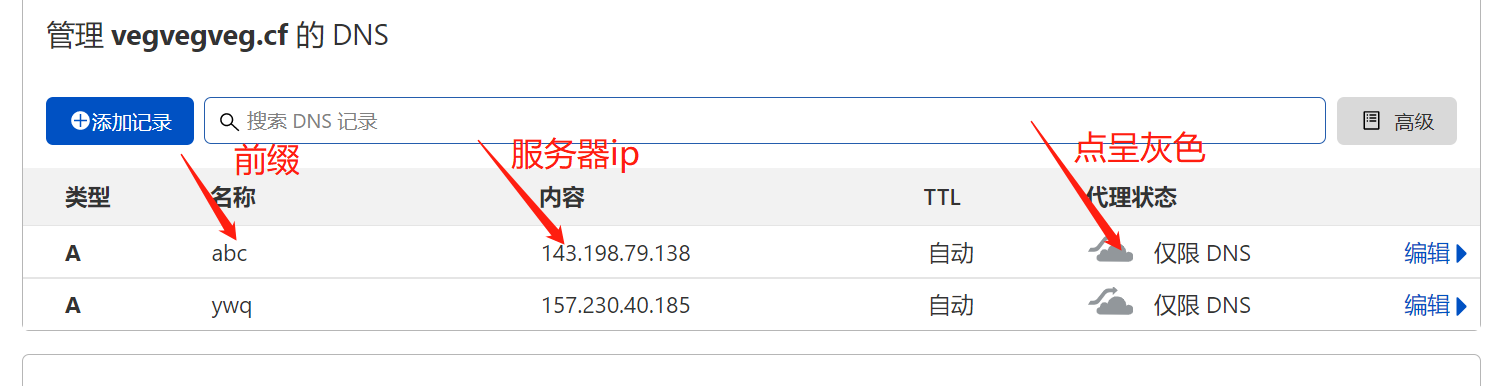 管理 vegvegveg.cf 的 DNS
添加记录 搜索 DNS 记录 高级
前缀 服务器ip 点呈灰色
类型 名称 内容 TTL 代理状态
A abc 143.198.79.138 自动 仅限 DNS 编辑
A ywq 157.230.40.185 自动 仅限 DNS 编辑